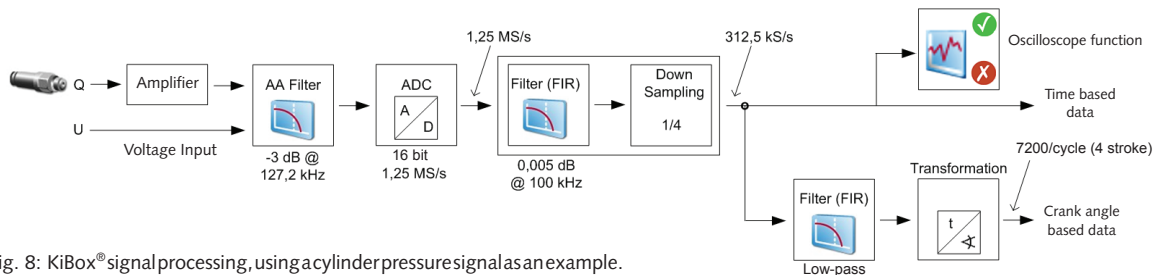 1,25 MS/s
312,5 kS/s
Oscilloscope function
Q
Amplifier
AA Filter
ADC
A
D
Filter (FIR)
Down
Sampling
1/4
Time based
data
U
Voltage Input
-3 dB @
127,2 kHz
16 bit
1,25 MS/s
0,005 dB
@ 100 kHz
7200/cycle (4 stroke)
Transformation
Filter (FIR)
t
Crank angle
based data
Low-pass
ig. 8: KiBox® signal processing, using a cylinder pressure signal as an example.